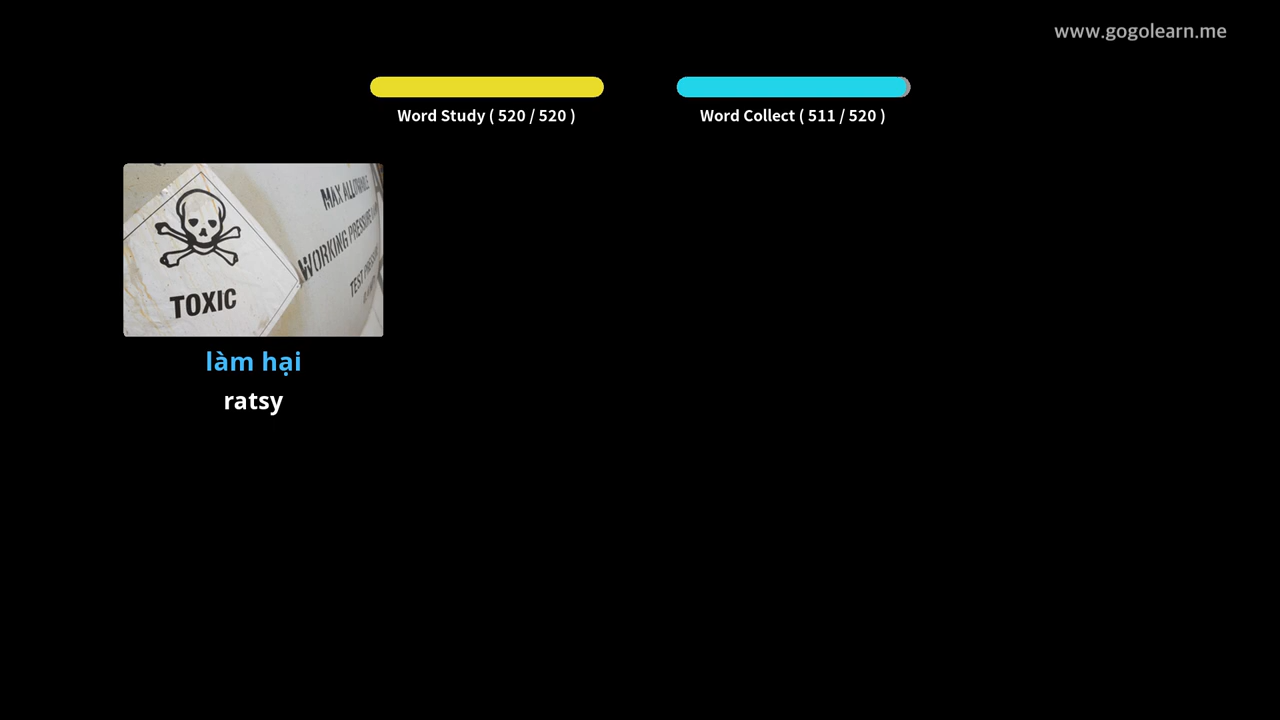 www.gogolearn.me
Word Study ( 520 / 520 )
Word Collect ( 511 / 520 )
MAX ALLOWABLE
WORKING PRESSURE
TEST
TOXIC
làm hại
ratsy